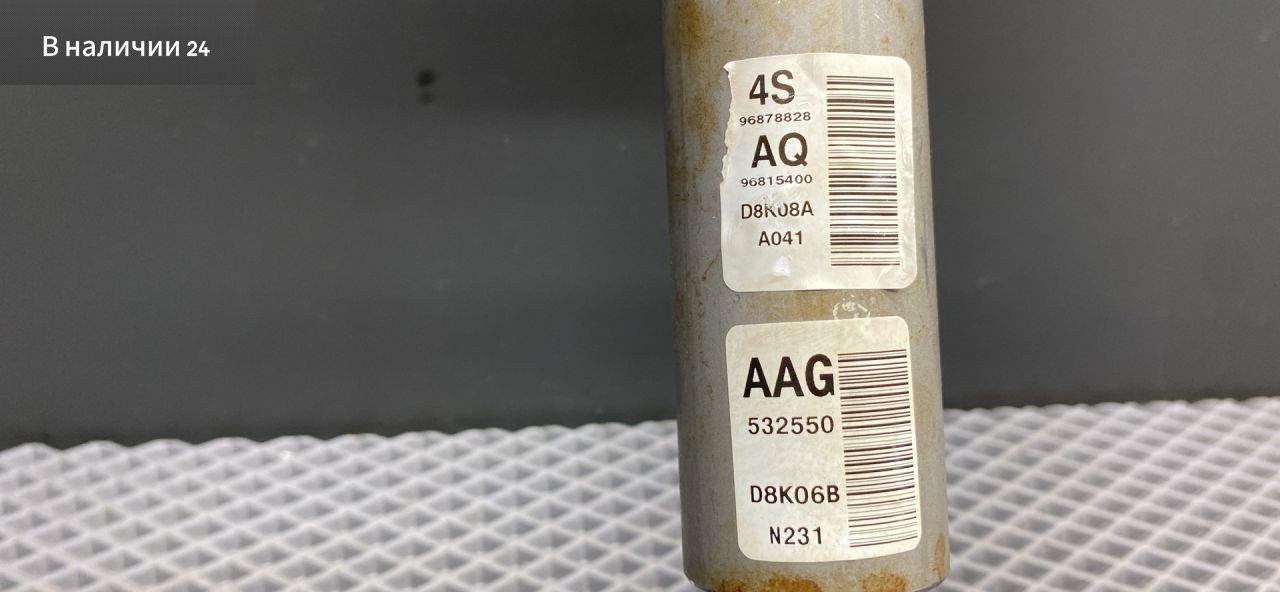 В наличии 24
4S
96878828
AQ
96815400
D8K08A
A041
AAG
532550
D8K06B
N231